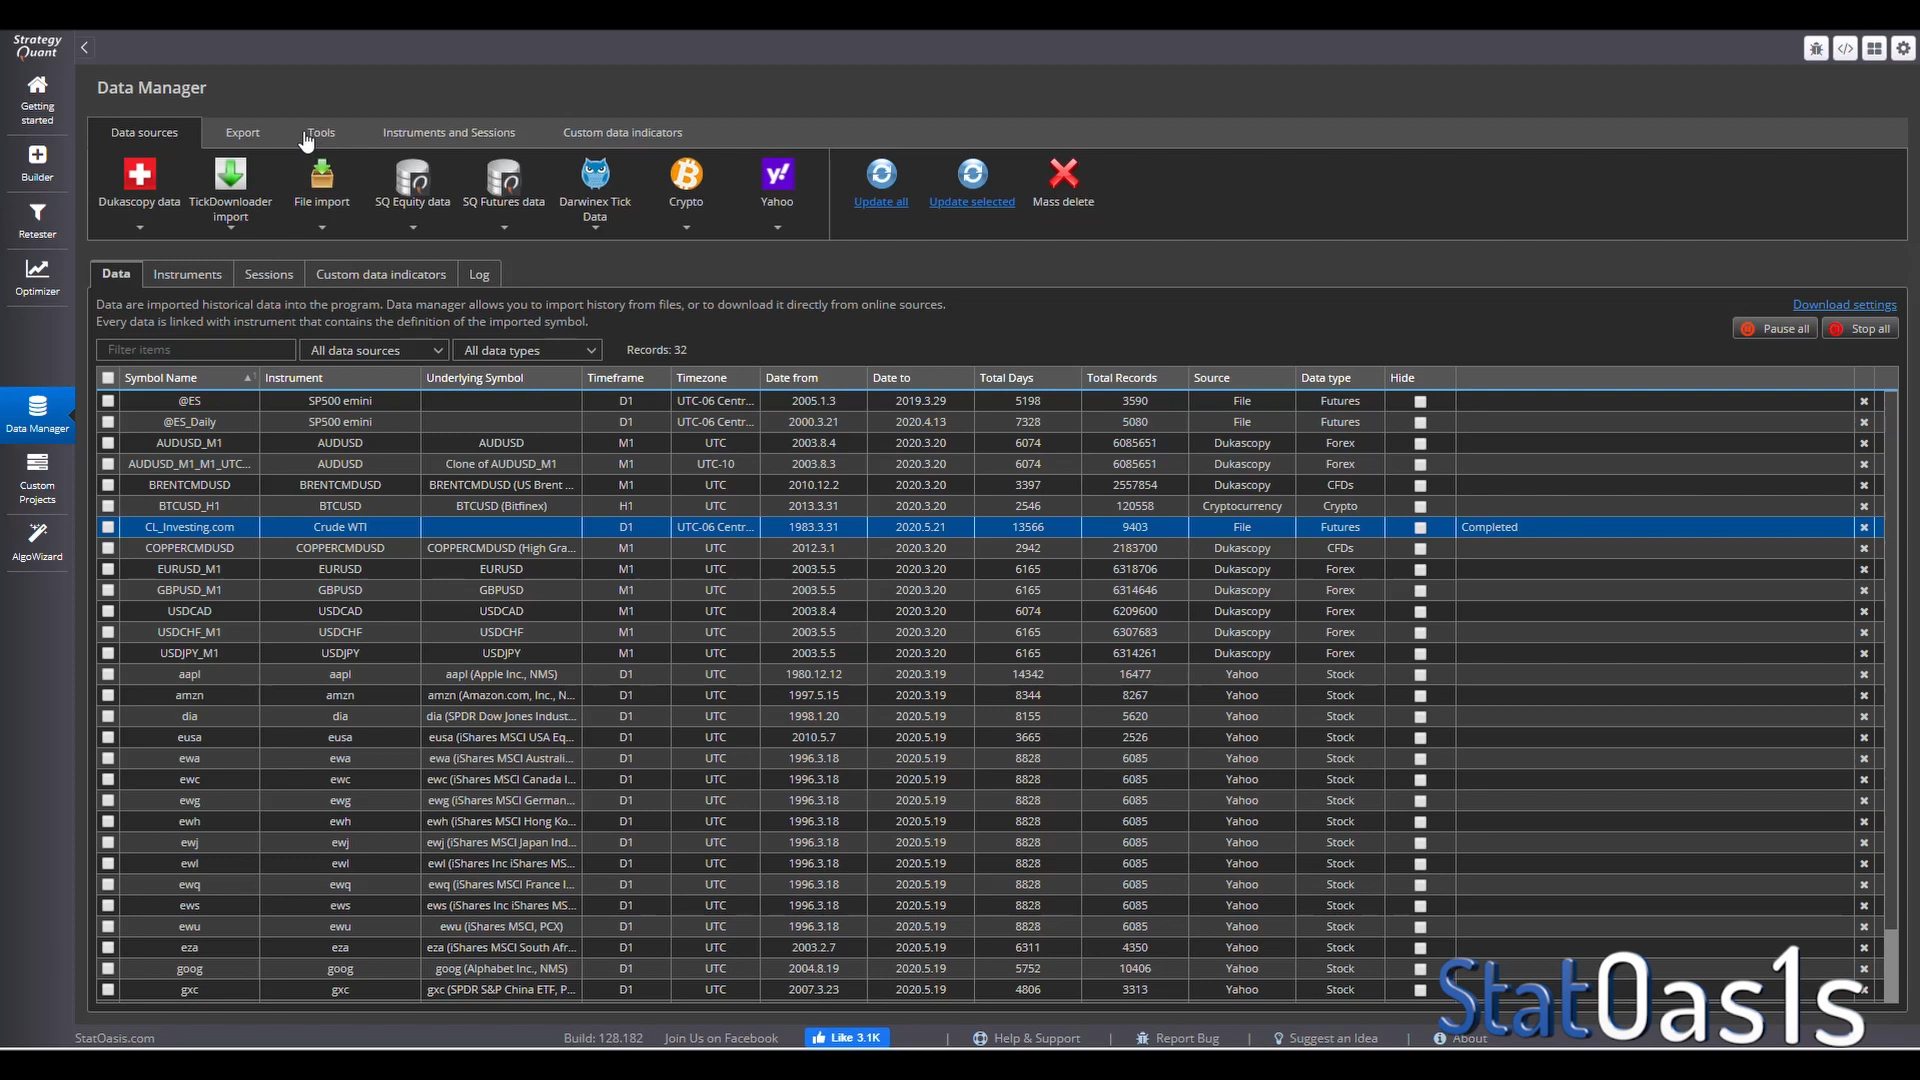 Strategy
Quant
Getting
started
Builder
Retester
Optimizer
Data Manager
Custom
Projects
AlgoWizard
Data Manager
Data sources Export Tools Instruments and Sessions Custom data indicators
Dukascopy data TickDownloader import File import SQ Equity data SQ Futures data Darwinex Tick Data Crypto Yahoo Update all Update selected Mass delete
Data Instruments Sessions Custom data indicators Log
Data are imported historical data into the program. Data manager allows you to import history from files, or to download it directly from online sources. Download settings
Every data is linked with instrument that contains the definition of the imported symbol.
Pause all Stop all
Filter items All data sources All data types Records: 32
Symbol Name Instrument Underlying Symbol Timeframe Timezone Date from Date to Total Days Total Records Source Data type Hide
@ES SP500 emini D1 UTC-06 Centr... 2005.1.3 2019.3.29 5198 3590 File Futures
@ES_Daily SP500 emini D1 UTC-06 Centr... 2000.3.21 2020.4.13 7328 5080 File Futures
AUDUSD_M1 AUDUSD AUDUSD M1 UTC 2003.8.4 2020.3.20 6074 6085651 Dukascopy Forex
AUDUSD_M1_M1_UTC... AUDUSD Clone of AUDUSD_M1 M1 UTC-10 2003.8.3 2020.3.20 6074 6085651 Dukascopy Forex
BRENTCMDUSD BRENTCMDUSD BRENTCMDUSD (US Brent ... M1 UTC 2010.12.2 2020.3.20 3397 2557854 Dukascopy CFDs
BTCUSD_H1 BTCUSD BTCUSD (Bitfinex) H1 UTC 2013.3.31 2020.3.20 2546 120558 Cryptocurrency Crypto
CL_Investing.com Crude WTI D1 UTC-06 Centr... 1983.3.31 2020.5.21 13566 9403 File Futures Completed
COPPERCMDUSD COPPERCMDUSD COPPERCMDUSD (High Gra... M1 UTC 2012.3.1 2020.3.20 2942 2183700 Dukascopy CFDs
EURUSD_M1 EURUSD EURUSD M1 UTC 2003.5.5 2020.3.20 6165 6318706 Dukascopy Forex
GBPUSD_M1 GBPUSD GBPUSD M1 UTC 2003.5.5 2020.3.20 6165 6314646 Dukascopy Forex
USDCAD USDCAD USDCAD M1 UTC 2003.8.4 2020.3.20 6074 6209600 Dukascopy Forex
USDCHF_M1 USDCHF USDCHF M1 UTC 2003.5.5 2020.3.20 6165 6307683 Dukascopy Forex
USDJPY_M1 USDJPY USDJPY M1 UTC 2003.5.5 2020.3.20 6165 6314261 Dukascopy Forex
aapl aapl aapl (Apple Inc., NMS) D1 UTC 1980.12.12 2020.3.19 14342 16477 Yahoo Stock
amzn amzn amzn (Amazon.com, Inc., N... D1 UTC 1997.5.15 2020.3.19 8344 8267 Yahoo Stock
dia dia dia (SPDR Dow Jones Indust... D1 UTC 1998.1.20 2020.5.19 8155 5620 Yahoo Stock
eusa eusa eusa (iShares MSCI USA Eq... D1 UTC 2010.5.7 2020.5.19 3665 2526 Yahoo Stock
ewa ewa ewa (iShares MSCI Australi... D1 UTC 1996.3.18 2020.5.19 8828 6085 Yahoo Stock
ewc ewc ewc (iShares MSCI Canada I... D1 UTC 1996.3.18 2020.5.19 8828 6085 Yahoo Stock
ewg ewg ewg (iShares MSCI German... D1 UTC 1996.3.18 2020.5.19 8828 6085 Yahoo Stock
ewh ewh ewh (iShares MSCI Hong Ko... D1 UTC 1996.3.18 2020.5.19 8828 6085 Yahoo Stock
ewj ewj ewj (iShares MSCI Japan Ind... D1 UTC 1996.3.18 2020.5.19 8828 6085 Yahoo Stock
ewl ewl ewl (iShares Inc iShares MS... D1 UTC 1996.3.18 2020.5.19 8828 6085 Yahoo Stock
ewq ewq ewq (iShares MSCI France I... D1 UTC 1996.3.18 2020.5.19 8828 6085 Yahoo Stock
ews ews ews (iShares Inc iShares MS... D1 UTC 1996.3.18 2020.5.19 8828 6085 Yahoo Stock
ewu ewu ewu (iShares MSCI, PCX) D1 UTC 1996.3.18 2020.5.19 8828 6085 Yahoo Stock
eza eza eza (iShares MSCI South Afr... D1 UTC 2003.2.7 2020.5.19 6311 4350 Yahoo Stock
goog goog goog (Alphabet Inc., NMS) D1 UTC 2004.8.19 2020.5.19 5752 10406 Yahoo Stock
gxc gxc gxc (SPDR S&P China ETF, P... D1 UTC 2007.3.23 2020.5.19 4806 3313 Yahoo Stock
StatOas1s
StatOasis.com Build: 128.182 Join Us on Facebook Like 3.1K | Help & Support | Report Bug | Suggest an Idea | About